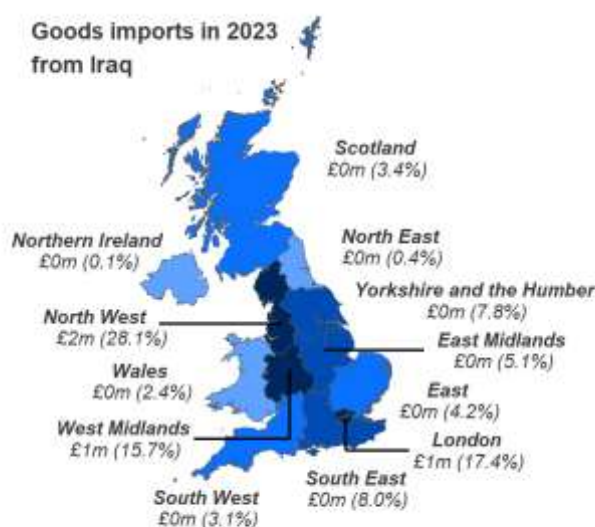 Goods imports in 2023
from Iraq
Scotland
£0m (3.4%)
Northern Ireland
£0m (0.1%)
North East
£0m (0.4%)
Yorkshire and the Humber
£0m (7.8%)
North West
£2m (28.1%)
East Midlands
£0m (5.1%)
Wales
£0m (2.4%)
East
£0m (4.2%)
West Midlands
£1m (15.7%)
London
£1m (17.4%)
South East
£0m (8.0%)
South West
£0m (3.1%)